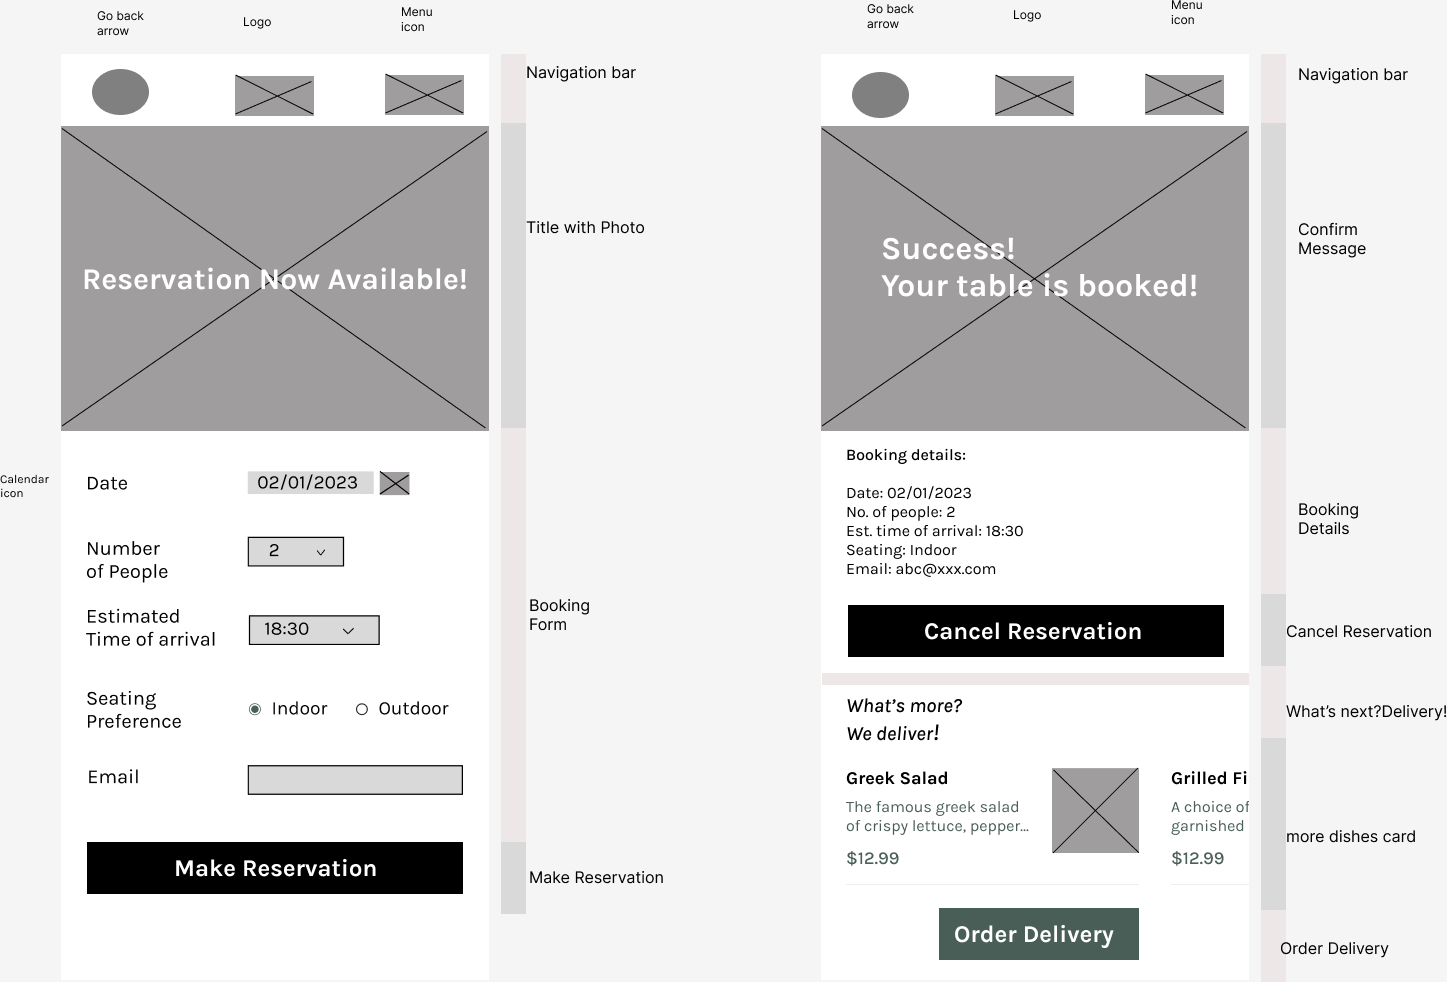 Go back
arrow
Logo
Menu
icon
Navigation bar
Title with Photo
Reservation Now Available!
Calendar
icon
Date
02/01/2023
Number
of People
2
Estimated
Time of arrival
18:30
Seating
Preference
Indoor
Outdoor
Email
Booking
Form
Make Reservation
Make Reservation
Go back
arrow
Logo
Menu
icon
Navigation bar
Success!
Your table is booked!
Confirm
Message
Booking details:
Date: 02/01/2023
No. of people: 2
Est. time of arrival: 18:30
Seating: Indoor
Email: abc@xxx.com
Booking
Details
Cancel Reservation
Cancel Reservation
What's more?
We deliver!
What's next?Delivery!
Greek Salad
The famous greek salad
of crispy lettuce, pepper...
$12.99
Grilled Fi
A choice of
garnished
$12.99
more dishes card
Order Delivery
Order Delivery